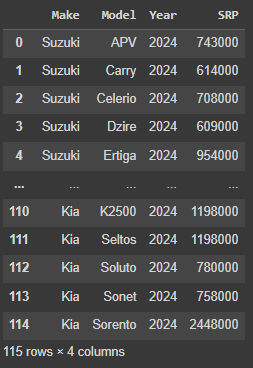 Make Model Year SRP
0 Suzuki APV 2024 743000
1 Suzuki Carry 2024 614000
2 Suzuki Celerio 2024 708000
3 Suzuki Dzire 2024 609000
4 Suzuki Ertiga 2024 954000
... ... ... ... ...
110 Kia K2500 2024 1198000
111 Kia Seltos 2024 1198000
112 Kia Soluto 2024 780000
113 Kia Sonet 2024 758000
114 Kia Sorento 2024 2448000
115 rows × 4 columns